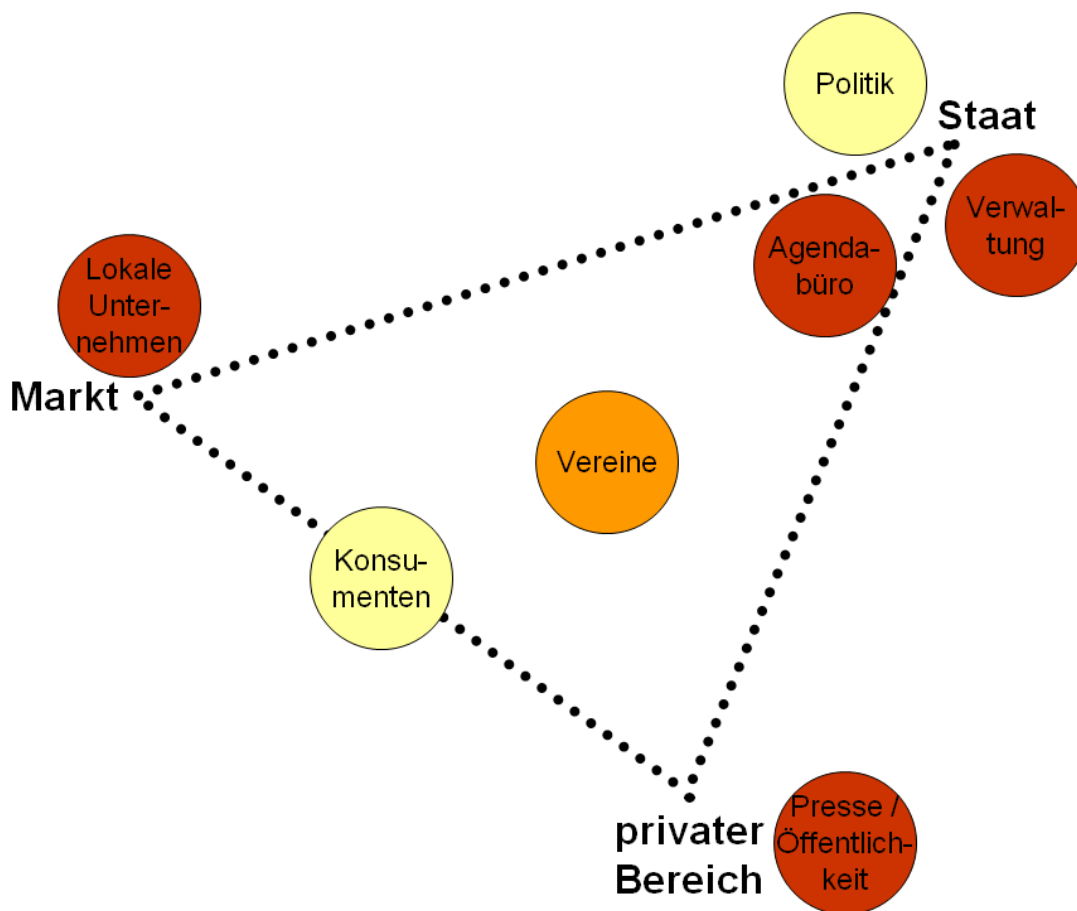 Politik
Staat
Verwal-
tung
Agenda-
büro
Lokale
Unter-
nehmen
Markt
Vereine
Konsu-
menten
privater
Bereich
Presse /
Öffentlich-
keit